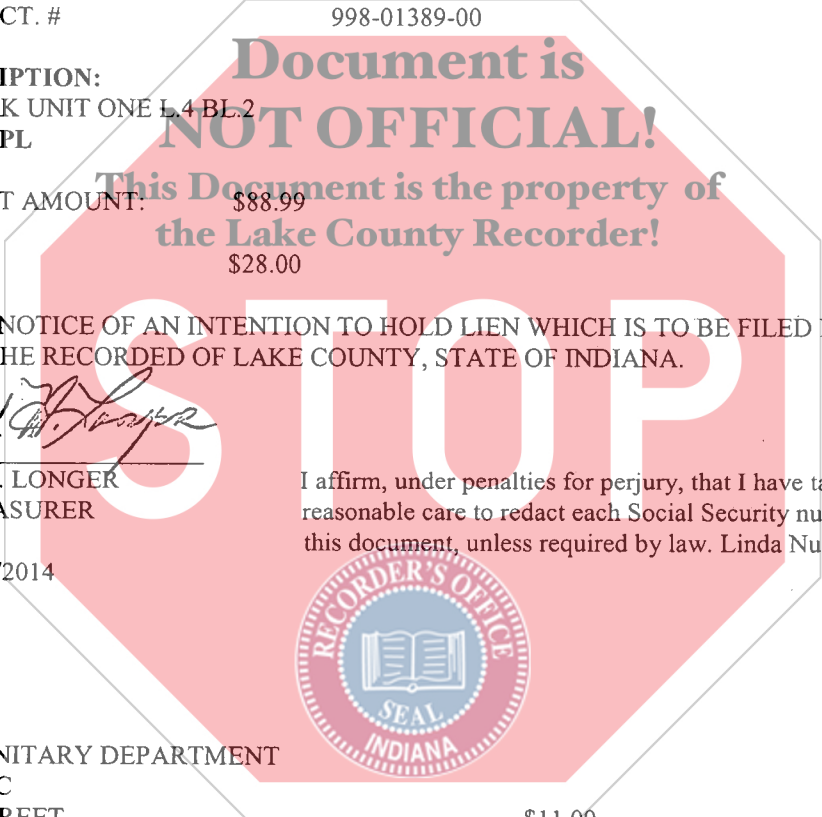 CT. # 998-01389-00
Document is
IPTION:
K UNIT ONE L.4 BL.2
NOT OFFICIAL!
PL
This Document is the property of
T AMOUNT: $88.99
the Lake County Recorder!
$28.00
STOP
NOTICE OF AN INTENTION TO HOLD LIEN WHICH IS TO BE FILED
HE RECORDED OF LAKE COUNTY, STATE OF INDIANA.
. LONGER
ASURER
I affirm, under penalties for perjury, that I have ta
reasonable care to redact each Social Security nu
this document, unless required by law. Linda Nu
/2014
RECORDER'S OFFICE
SEAL
INDIANA
NITARY DEPARTMENT
C
REET
$11.00